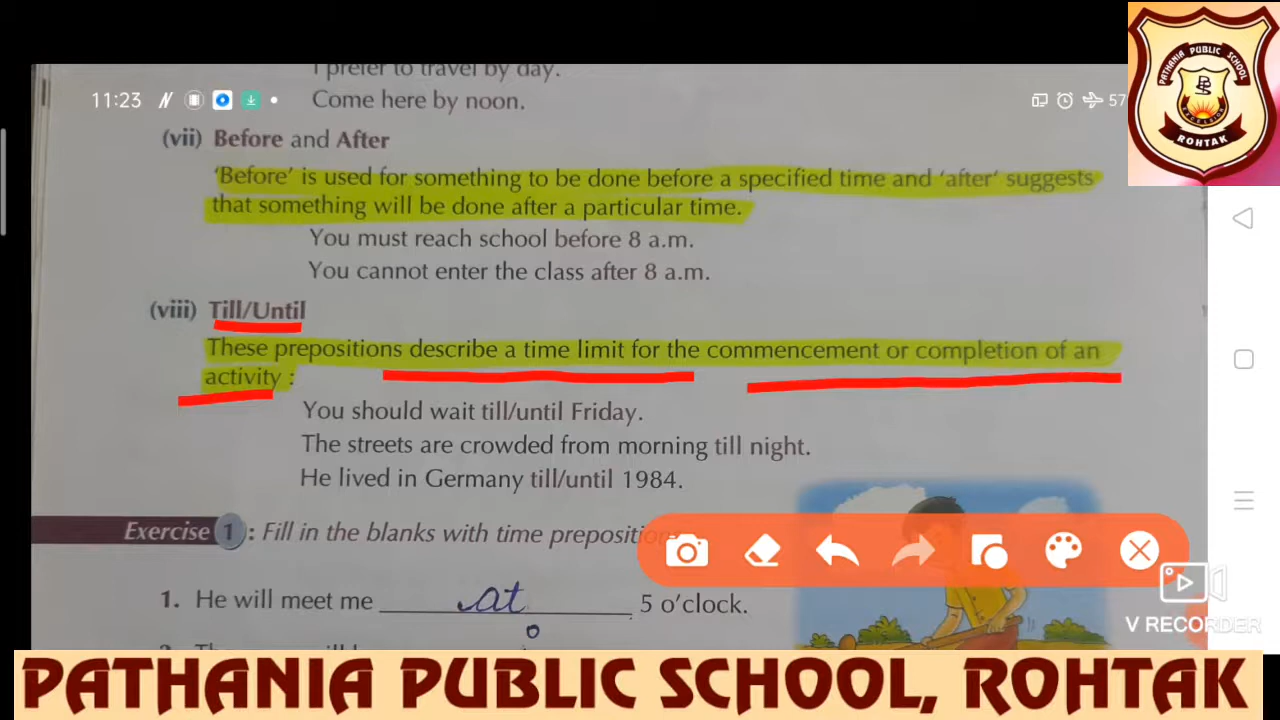 I prefer to travel by day.
11:23
Come here by noon.
57
PATHANIA PUBLIC SCHOOL
ROHTAK
(vii) Before and After
'Before' is used for something to be done before a specified time and 'after' suggests
that something will be done after a particular time.
You must reach school before 8 a.m.
You cannot enter the class after 8 a.m.
(viii) Till/Until
These prepositions describe a time limit for the commencement or completion of an
activity :
You should wait till/until Friday.
The streets are crowded from morning till night.
He lived in Germany till/until 1984.
Exercise 1 : Fill in the blanks with time
1. He will meet me at 5 o'clock.
V RECORDER
PATHANIA PUBLIC SCHOOL, ROHTAK